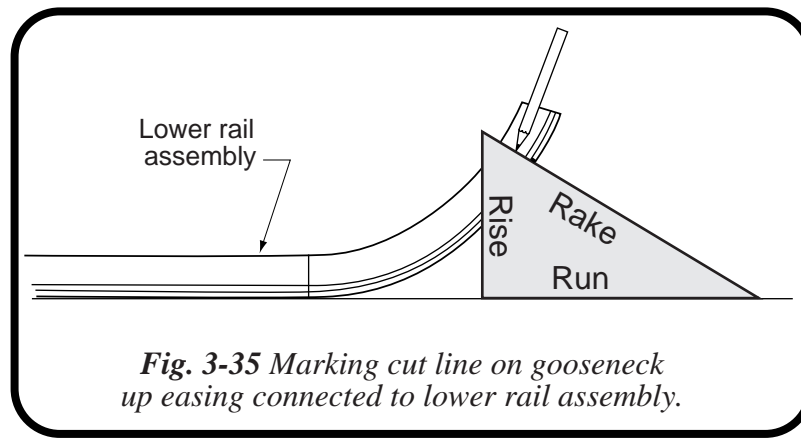 Lower rail
assembly
Rise
Rake
Run
Fig. 3-35 Marking cut line on gooseneck
up easing connected to lower rail assembly.